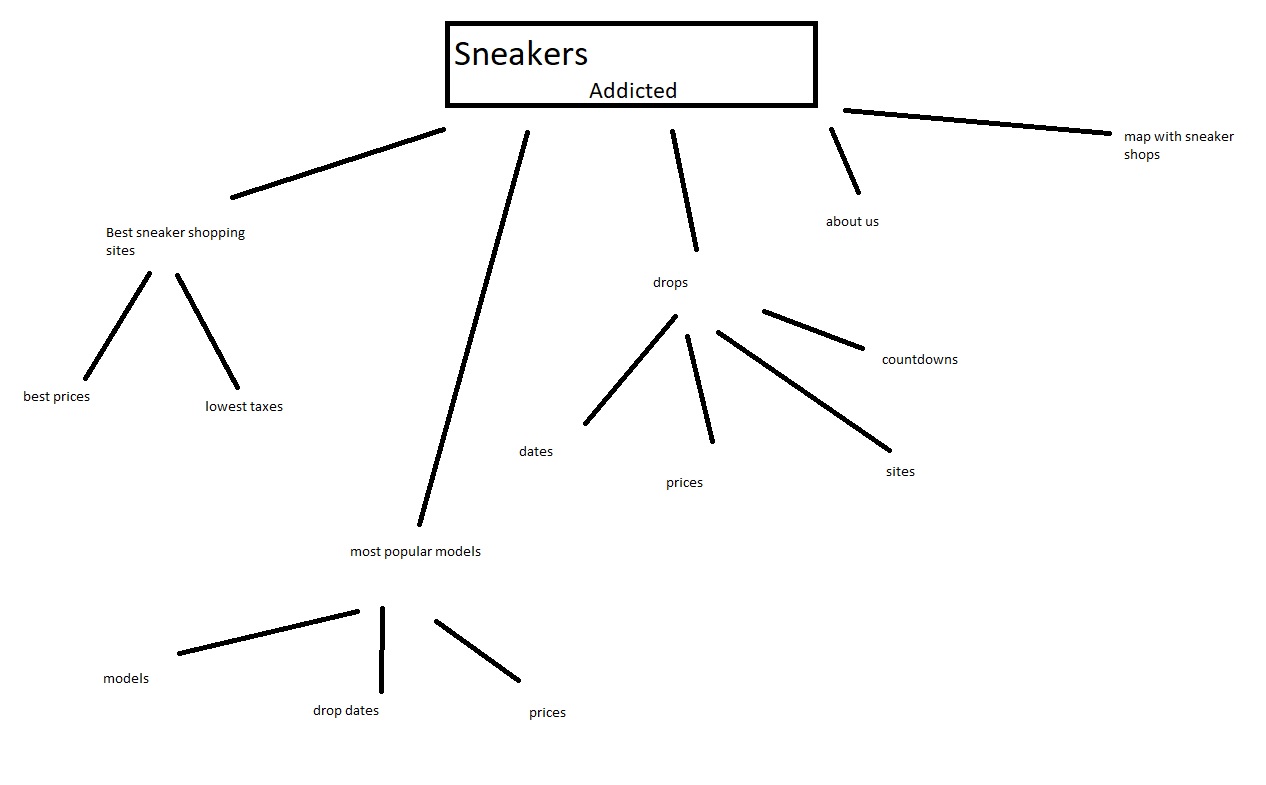 Sneakers
Addicted
map with sneaker
shops
about us
Best sneaker shopping
sites
drops
countdowns
best prices
lowest taxes
dates
prices
sites
most popular models
models
drop dates
prices